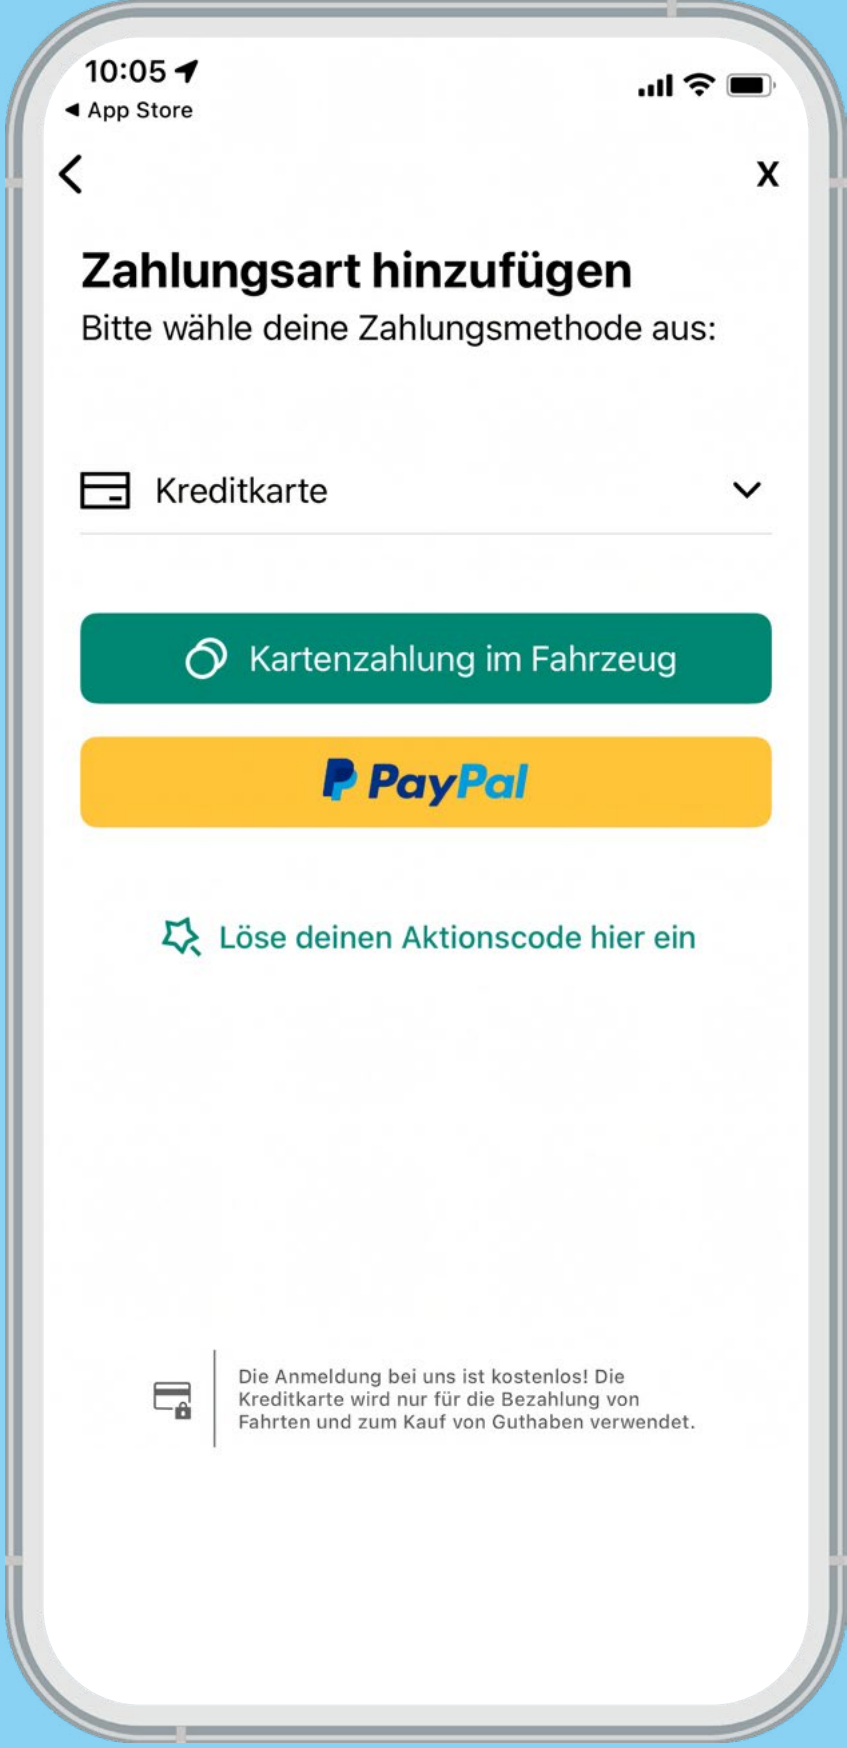 10:05
App Store
X
Zahlungsart hinzufügen
Bitte wähle deine Zahlungsmethode aus:
Kreditkarte
Kartenzahlung im Fahrzeug
PayPal
Löse deinen Aktionscode hier ein
Die Anmeldung bei uns ist kostenlos! Die
Kreditkarte wird nur für die Bezahlung von
Fahrten und zum Kauf von Guthaben verwendet.